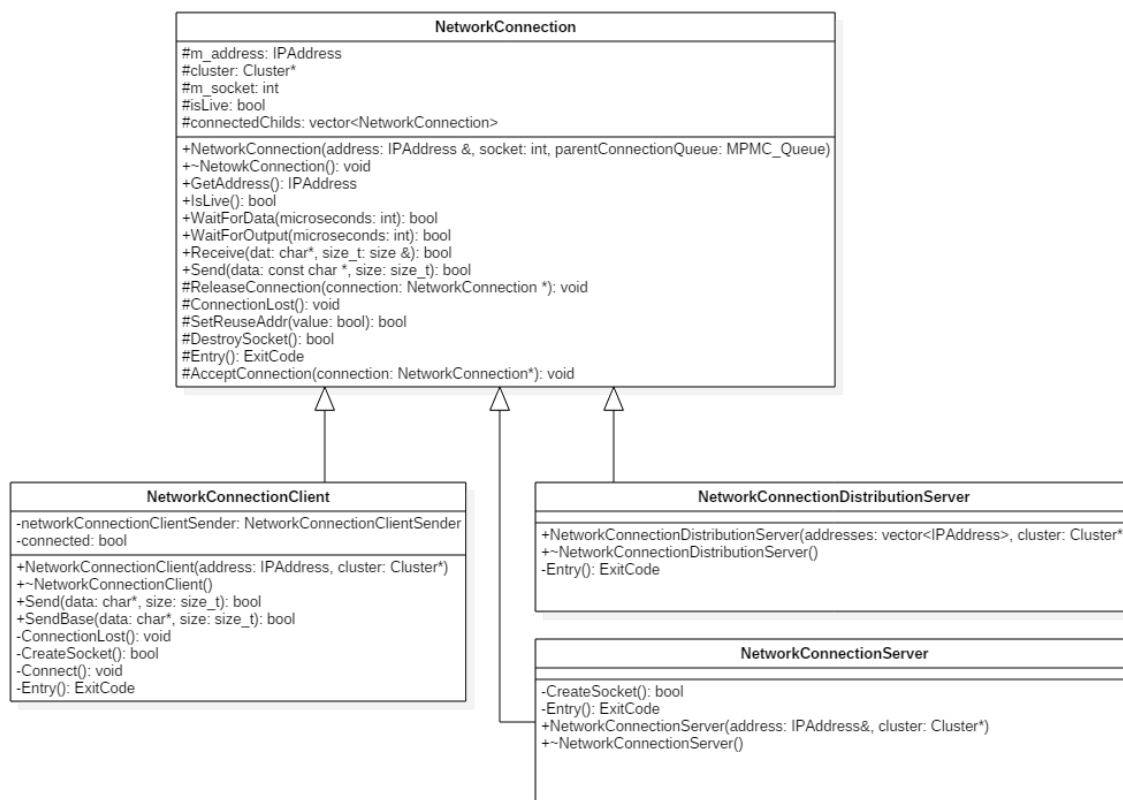 NetworkConnection
#m_address: IPAddress
#cluster: Cluster*
#m_socket: int
#isLive: bool
#connectedChilds: vector<NetworkConnection>
+NetworkConnection(address: IPAddress &, socket: int, parentConnectionQueue: MPMC_Queue)
+~NetowkConnection(): void
+GetAddress(): IPAddress
+IsLive(): bool
+WaitForData(microseconds: int): bool
+WaitForOutput(microseconds: int): bool
+Receive(dat: char*, size_t: size &): bool
+Send(data: const char *, size: size_t): bool
#ReleaseConnection(connection: NetworkConnection *): void
#ConnectionLost(): void
#SetReuseAddr(value: bool): bool
#DestroySocket(): bool
#Entry(): ExitCode
#AcceptConnection(connection: NetworkConnection*): void
NetworkConnectionClient
-networkConnectionClientSender: NetworkConnectionClientSender
-connected: bool
+NetworkConnectionClient(address: IPAddress, cluster: Cluster*)
+~NetworkConnectionClient()
+Send(data: char*, size: size_t): bool
+SendBase(data: char*, size: size_t): bool
-ConnectionLost(): void
-CreateSocket(): bool
-Connect(): void
-Entry(): ExitCode
NetworkConnectionDistributionServer
+NetworkConnectionDistributionServer(addresses: vector<IPAddress>, cluster: Cluster*
+~NetworkConnectionDistributionServer()
-Entry(): ExitCode
NetworkConnectionServer
-CreateSocket(): bool
-Entry(): ExitCode
+NetworkConnectionServer(address: IPAddress&, cluster: Cluster*)
+~NetworkConnectionServer()